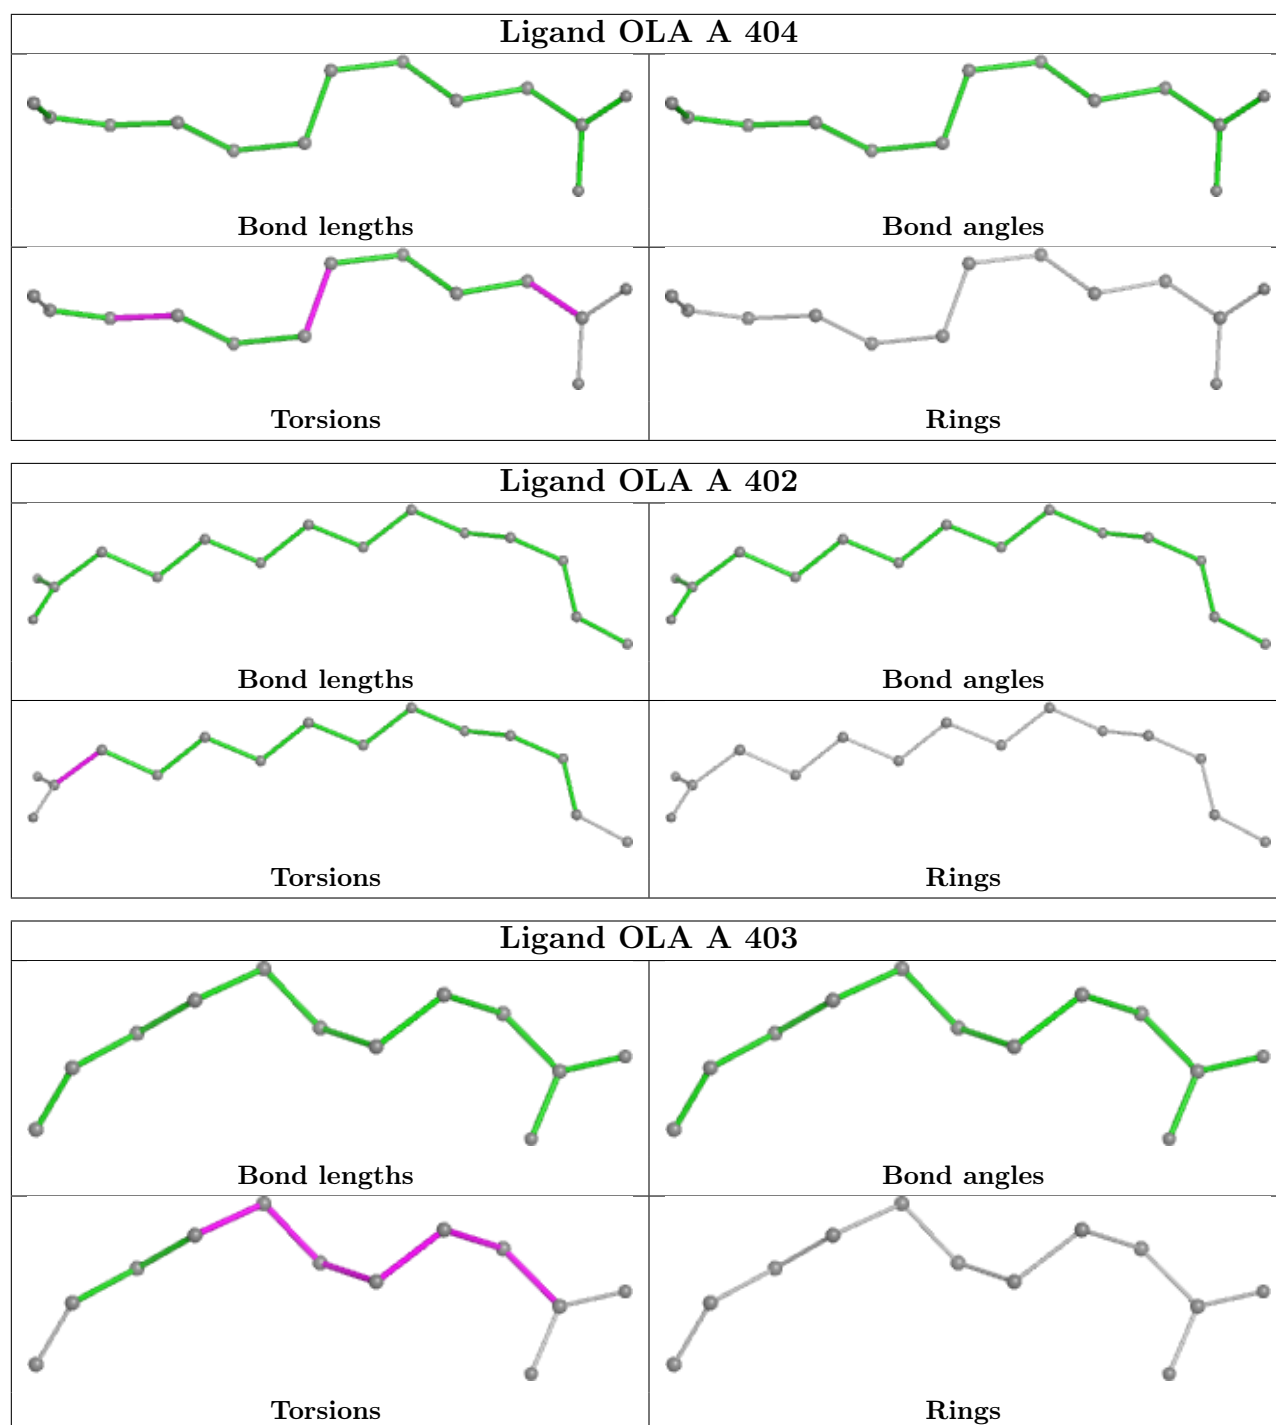 Ligand OLA A 404
Bond lengths
Bond angles
Torsions
Rings
Ligand OLA A 402
Bond lengths
Bond angles
Torsions
Rings
Ligand OLA A 403
Bond lengths
Bond angles
Torsions
Rings